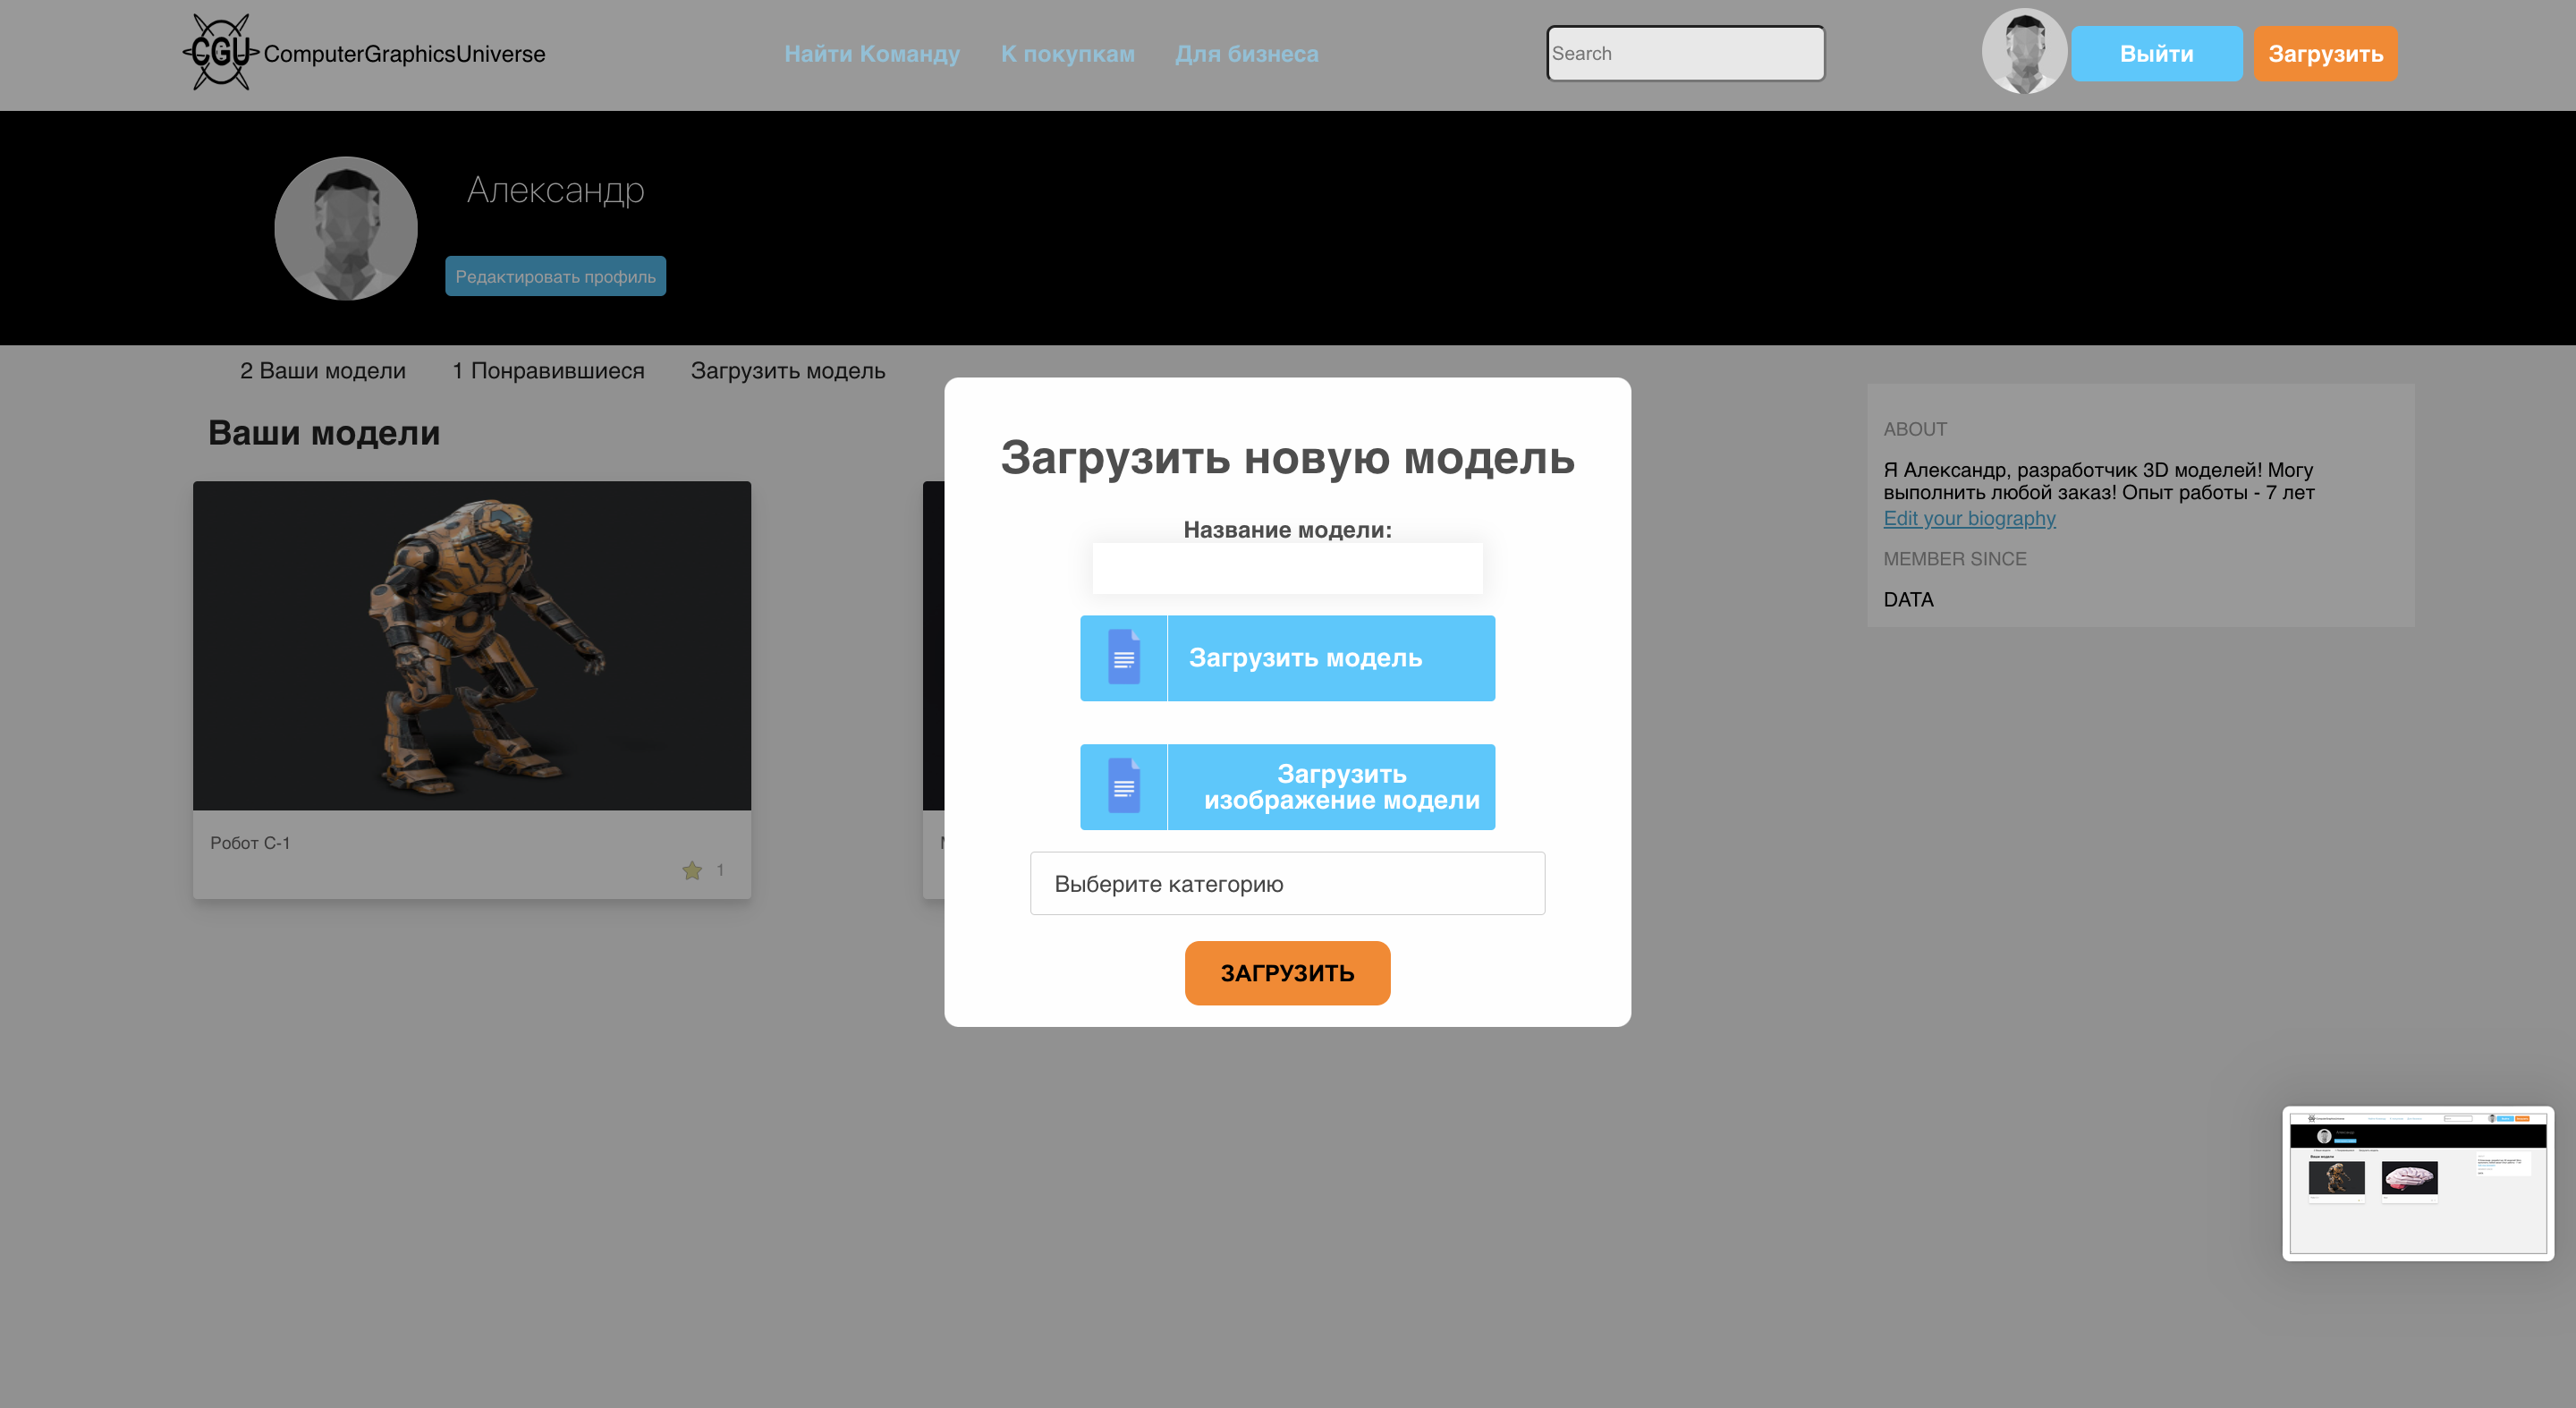 CGU ComputerGraphicsUniverse
Найти Команду
К покупкам
Для бизнеса
Search
Выйти
Загрузить
Александр
Редактировать профиль
2 Ваши модели
1 Понравившиеся
Загрузить модель
Ваши модели
Робот С-1
1
Загрузить новую модель
Название модели:
Загрузить модель
Загрузить
изображение модели
Выберите категорию
ЗАГРУЗИТЬ
ABOUT
Я Александр, разработчик 3D моделей! Могу
выполнить любой заказ! Опыт работы - 7 лет
Edit your biography
MEMBER SINCE
DATA